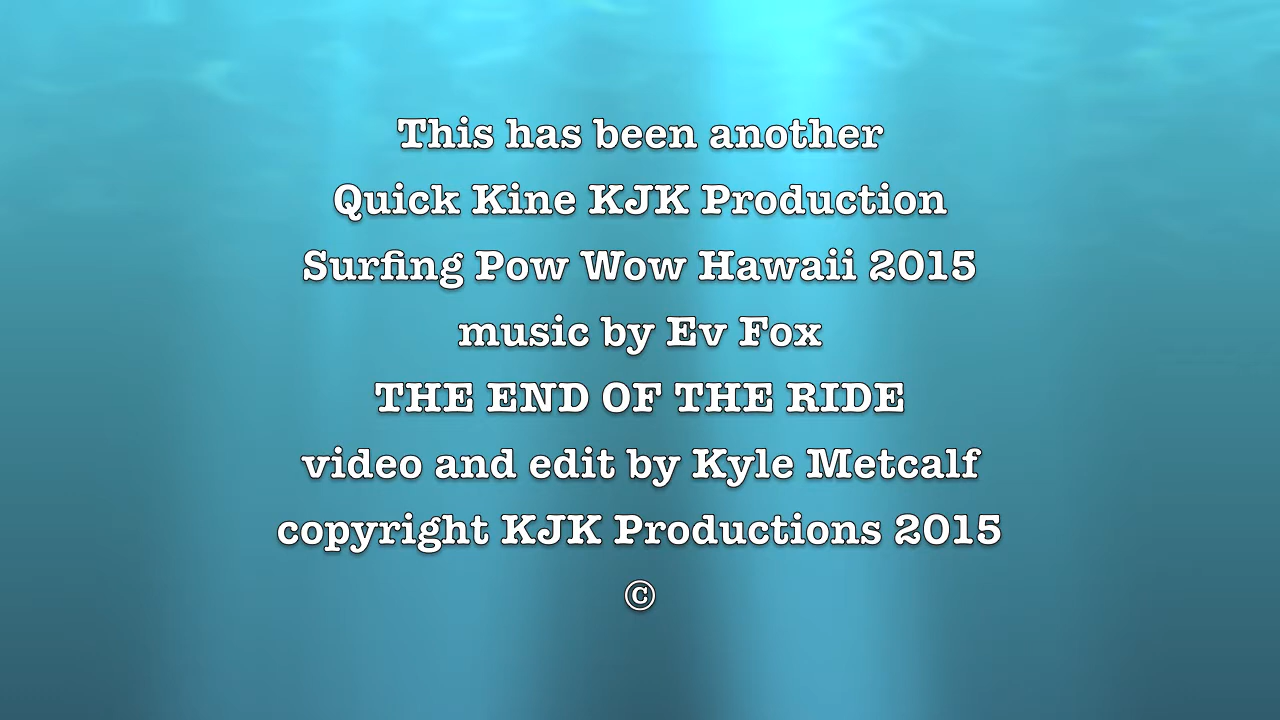 This has been another
Quick Kine KJK Production
Surfing Pow Wow Hawaii 2015
music by Ev Fox
THE END OF THE RIDE
video and edit by Kyle Metcalf
copyright KJK Productions 2015
©